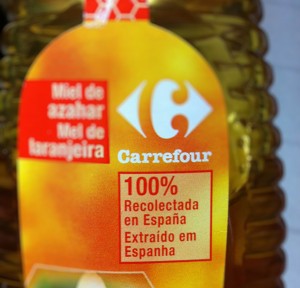 Miel de
azahar
Mel de
laranjeira
Carrefour
100%
Recolectada
en España
Extraído em
Espanha